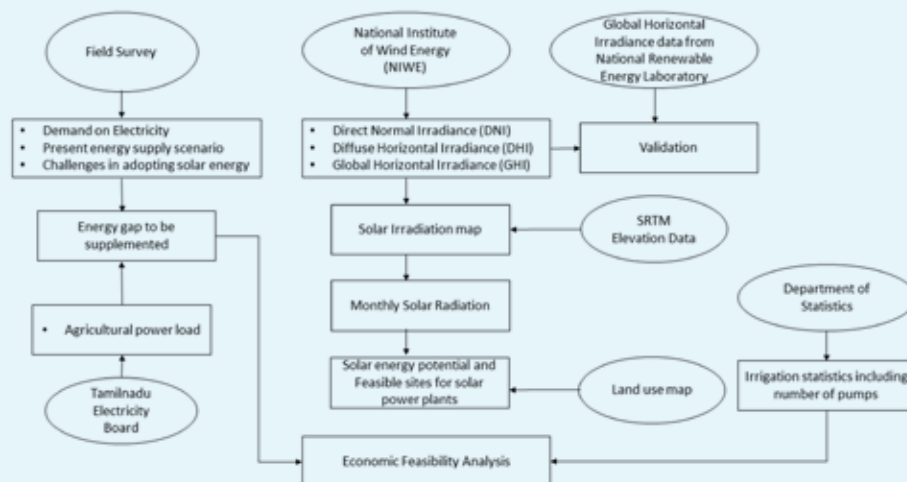 Field Survey
National Institute
of Wind Energy
(NIWE)
Global Horizontal
Irradiance data from
National Renewable
Energy Laboratory
• Demand on Electricity
• Present energy supply scenario
• Challenges in adopting solar energy
• Direct Normal Irradiance (DNI)
• Diffuse Horizontal Irradiance (DHI)
• Global Horizontal Irradiance (GHI)
Validation
Energy gap to be
supplemented
Solar Irradiation map
SRTM
Elevation Data
Monthly Solar Radiation
Department of
Statistics
• Agricultural power load
Solar energy potential and
Feasible sites for solar
power plants
Land use map
Irrigation statistics including
number of pumps
Tamilnadu
Electricity
Board
Economic Feasibility Analysis